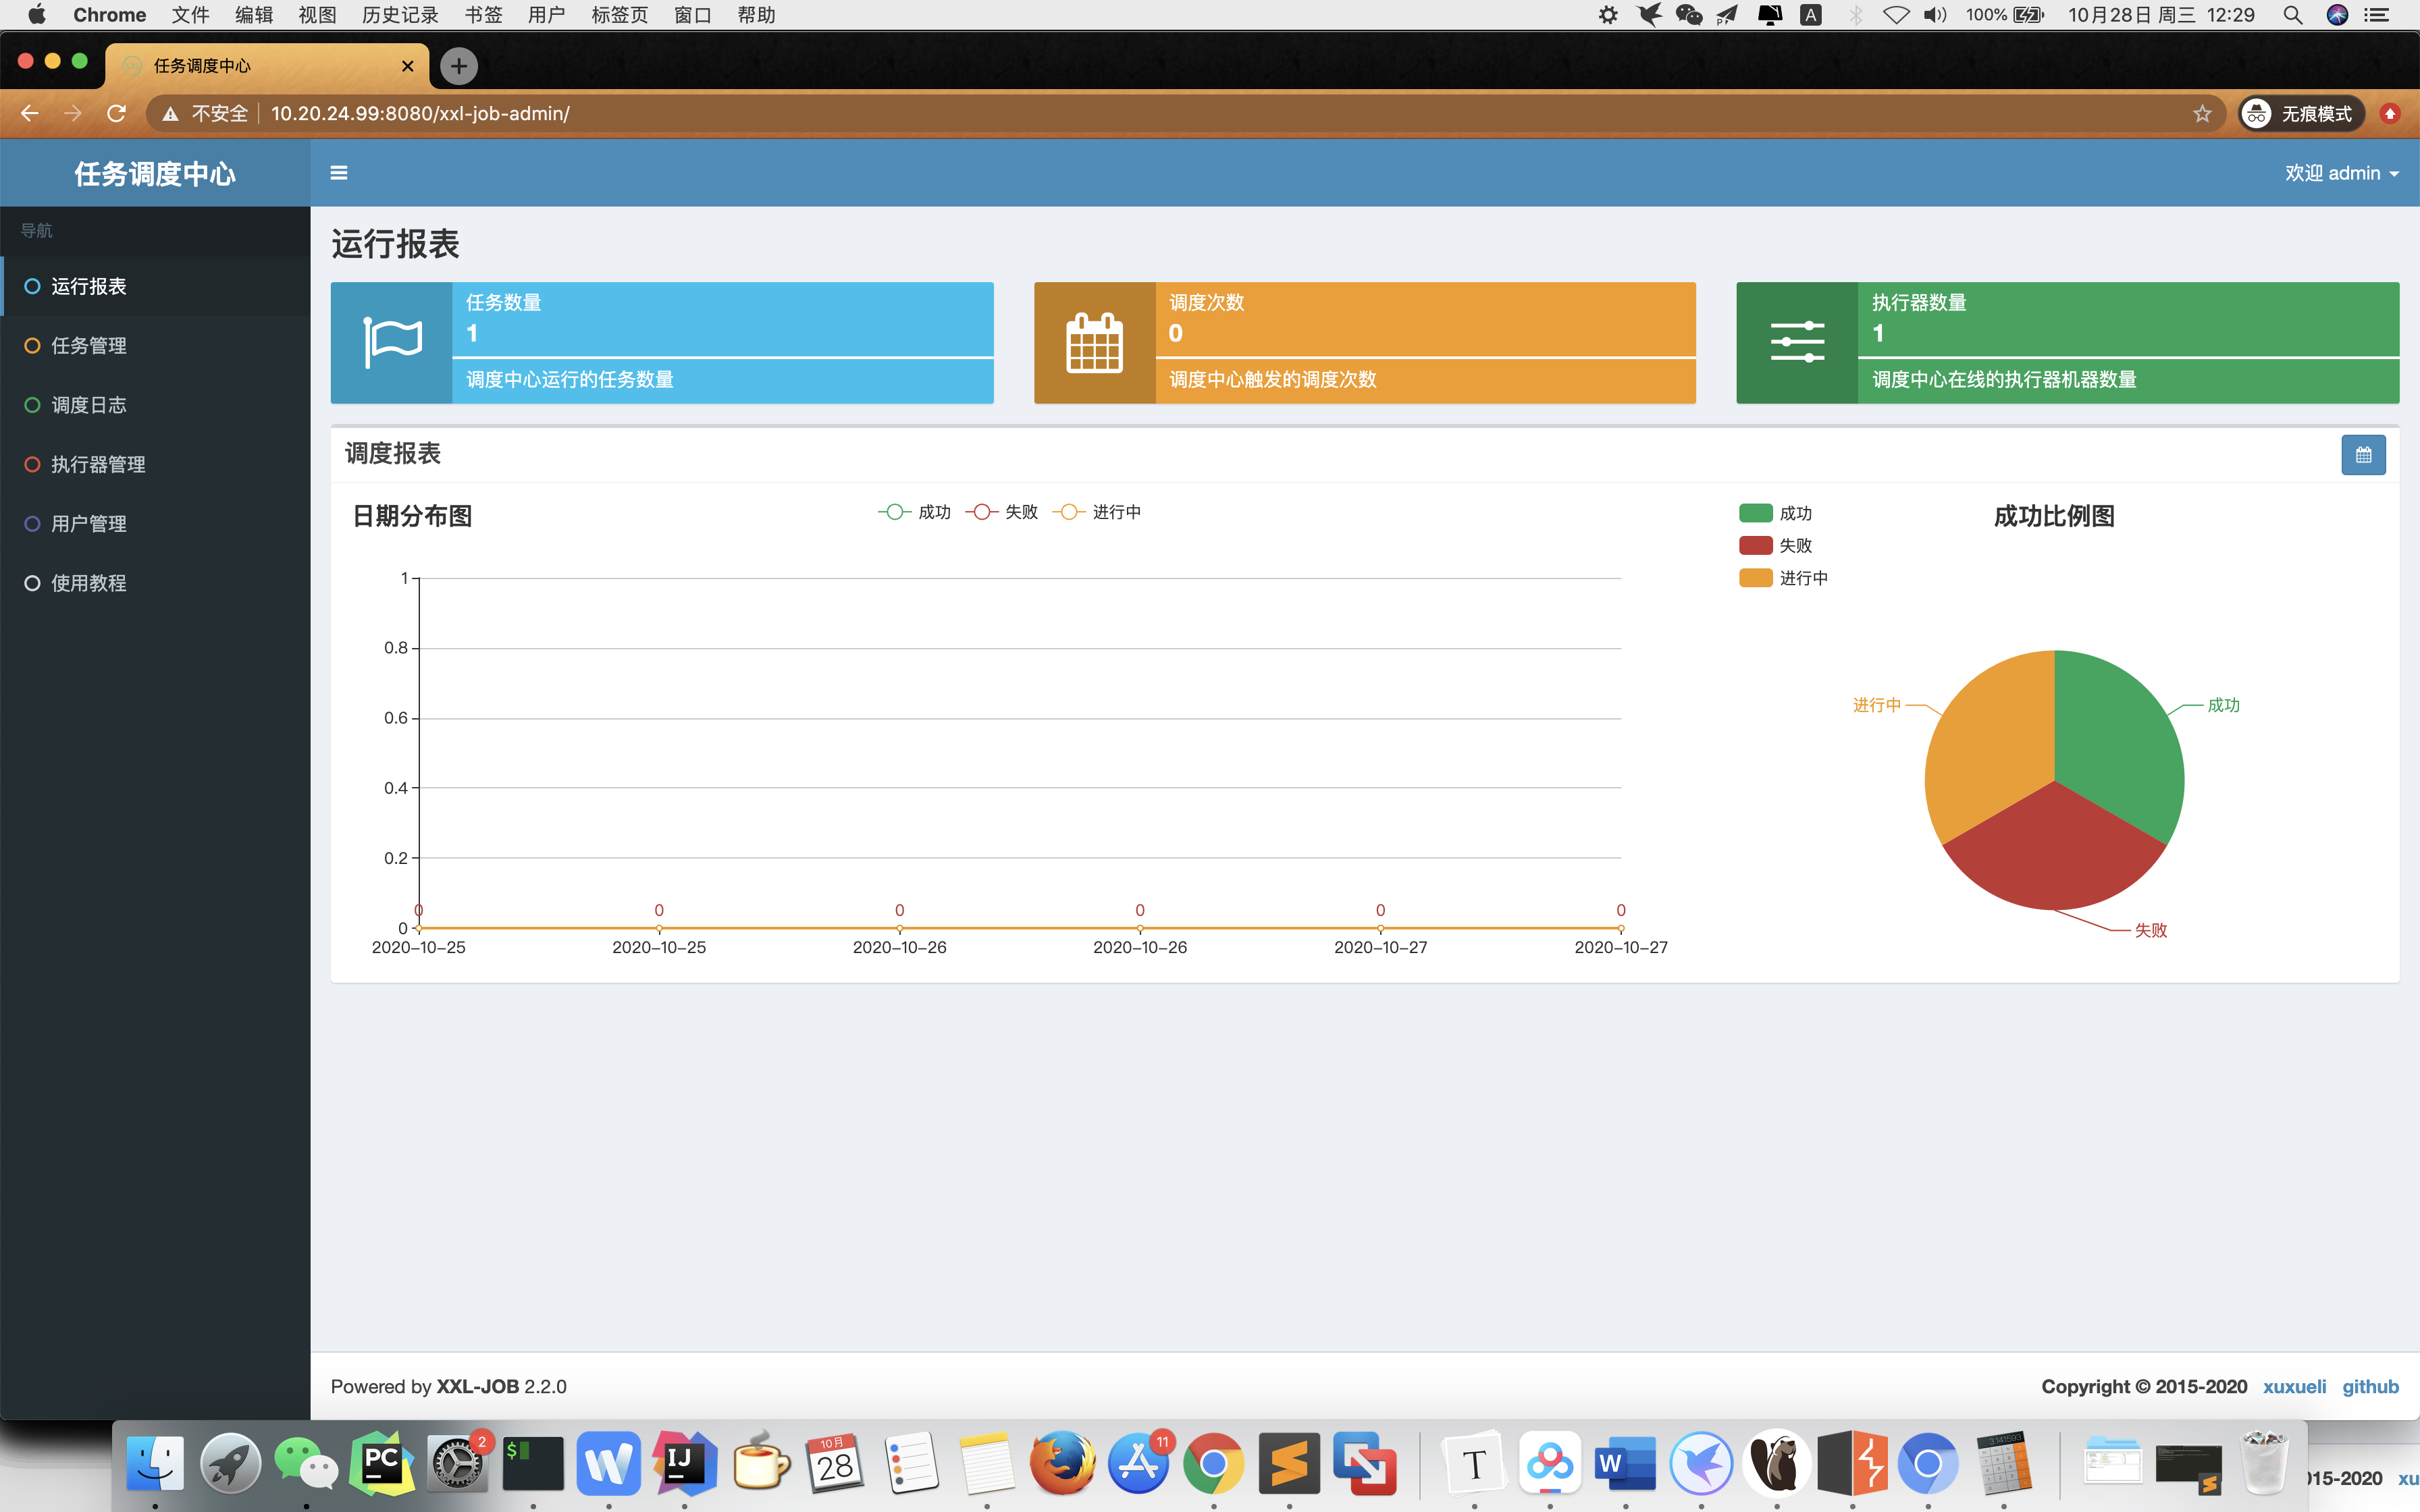 Chrome 文件 编辑 视图 历史记录 书签 用户 标签页 窗口 帮助 A 100% 10月28日 周三 12:29
任务调度中心
不安全 10.20.24.99:8080/xxl-job-admin/ 无痕模式
任务调度中心 欢迎 admin
导航
运行报表
任务管理
调度日志
执行器管理
用户管理
使用教程
运行报表
任务数量
1
调度中心运行的任务数量
调度次数
0
调度中心触发的调度次数
执行器数量
1
调度中心在线的执行器机器数量
调度报表
日期分布图
成功 失败 进行中
1
0.8
0.6
0.4
0.2
0
0 0 0 0 0 0
2020-10-25 2020-10-25 2020-10-26 2020-10-26 2020-10-27 2020-10-27
成功
失败
进行中
成功比例图
进行中
成功
失败
Powered by XXL-JOB 2.2.0
Copyright © 2015-2020 xuxueli github
PC
2
$
IJ
10月
28
11
T
W
3.141593
015-2020 xu